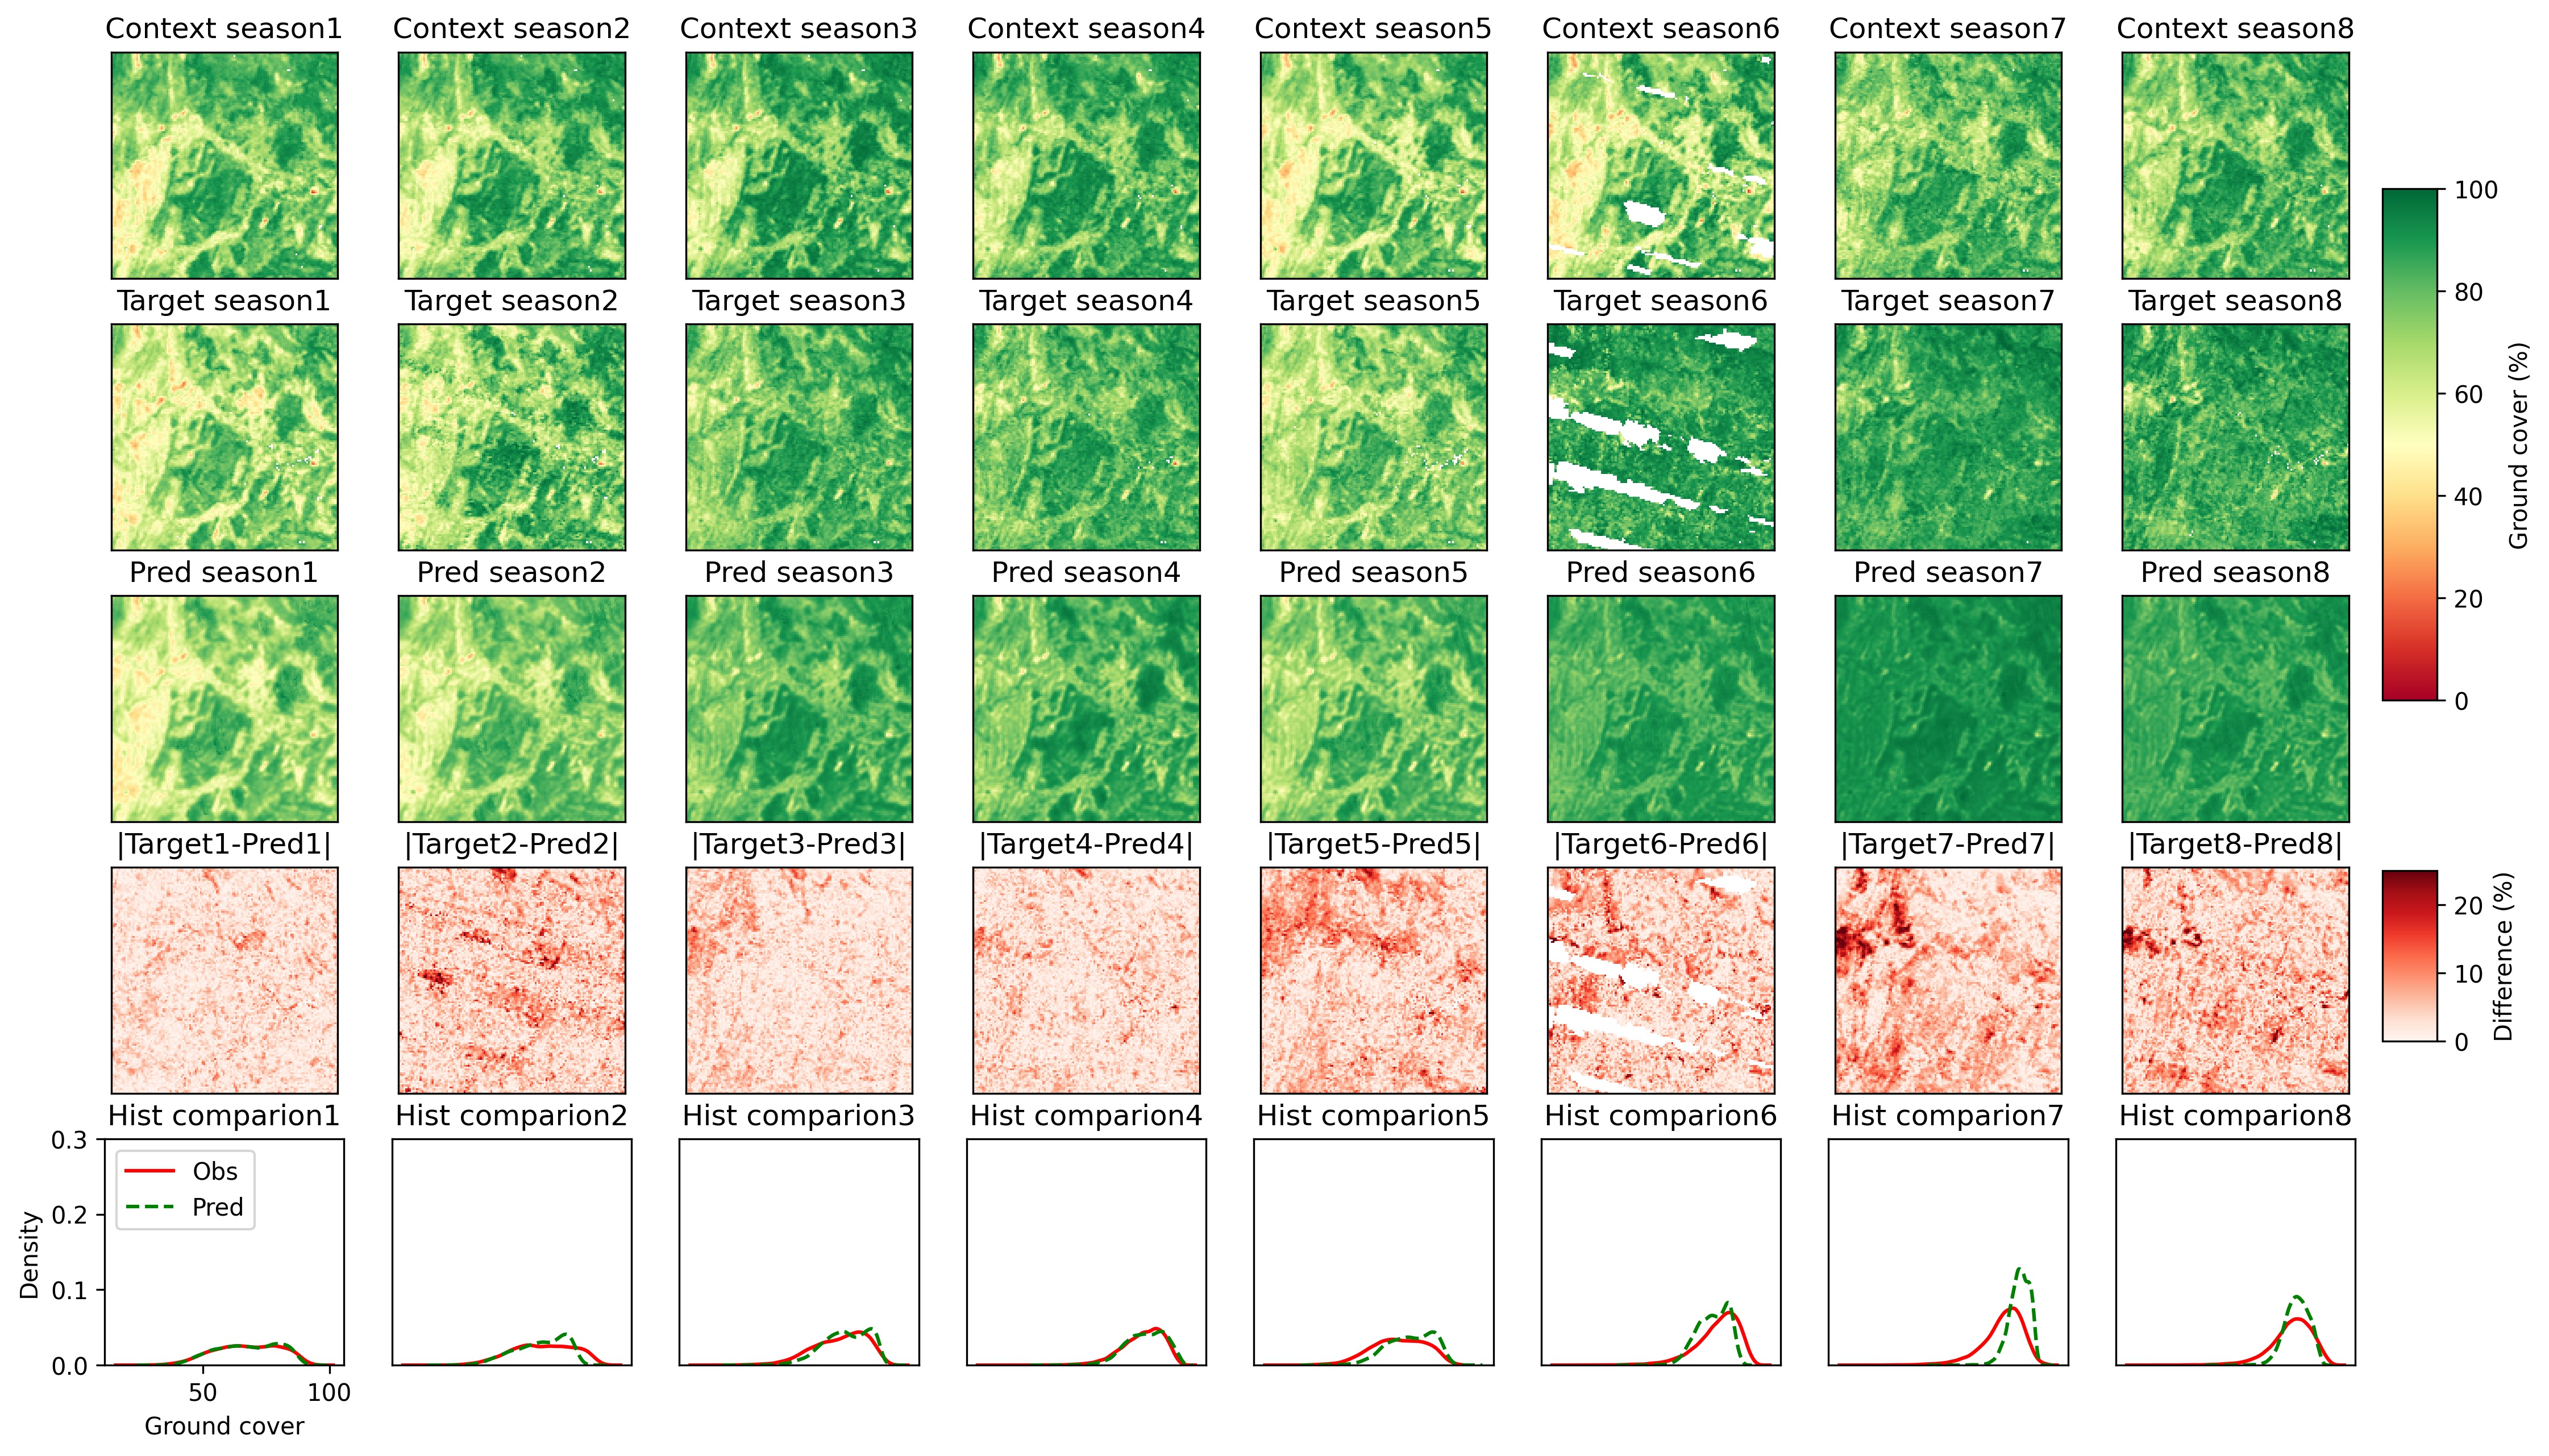 Context season1 Context season2 Context season3 Context season4 Context season5 Context season6 Context season7 Context season8
Target season1 Target season2 Target season3 Target season4 Target season5 Target season6 Target season7 Target season8
Pred season1 Pred season2 Pred season3 Pred season4 Pred season5 Pred season6 Pred season7 Pred season8
100
80
60
40
20
0
Ground cover (%)
|Target1-Pred1| |Target2-Pred2| |Target3-Pred3| |Target4-Pred4| |Target5-Pred5| |Target6-Pred6| |Target7-Pred7| |Target8-Pred8|
20
10
0
Difference (%)
Hist comparion1 Hist comparion2 Hist comparion3 Hist comparion4 Hist comparion5 Hist comparion6 Hist comparion7 Hist comparion8
0.3
0.2
0.1
0.0
Density
Obs
Pred
50 100
Ground cover